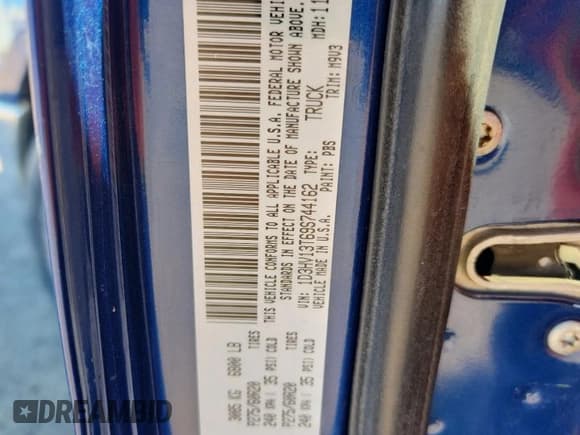 3085 KG 6800 LB
P275/60R20 TIRES
240 KPA / 35 PSI/ COLD
P275/60R20 TIRES
240 KPA / 35 PSI/ COLD
THIS VEHICLE CONFORMS TO ALL APPLICABLE U.S.A. FEDERAL MOTOR VEHI
STANDARDS IN EFFECT ON THE DATE OF MANUFACTURE SHOWN ABOVE.
VIN: 1D3HV13T69S744162 TYPE: TRUCK MDH: 11
VEHICLE MADE IN U.S.A. PAINT: PBS TRIM: M9V3
DIRECTCARS.AI